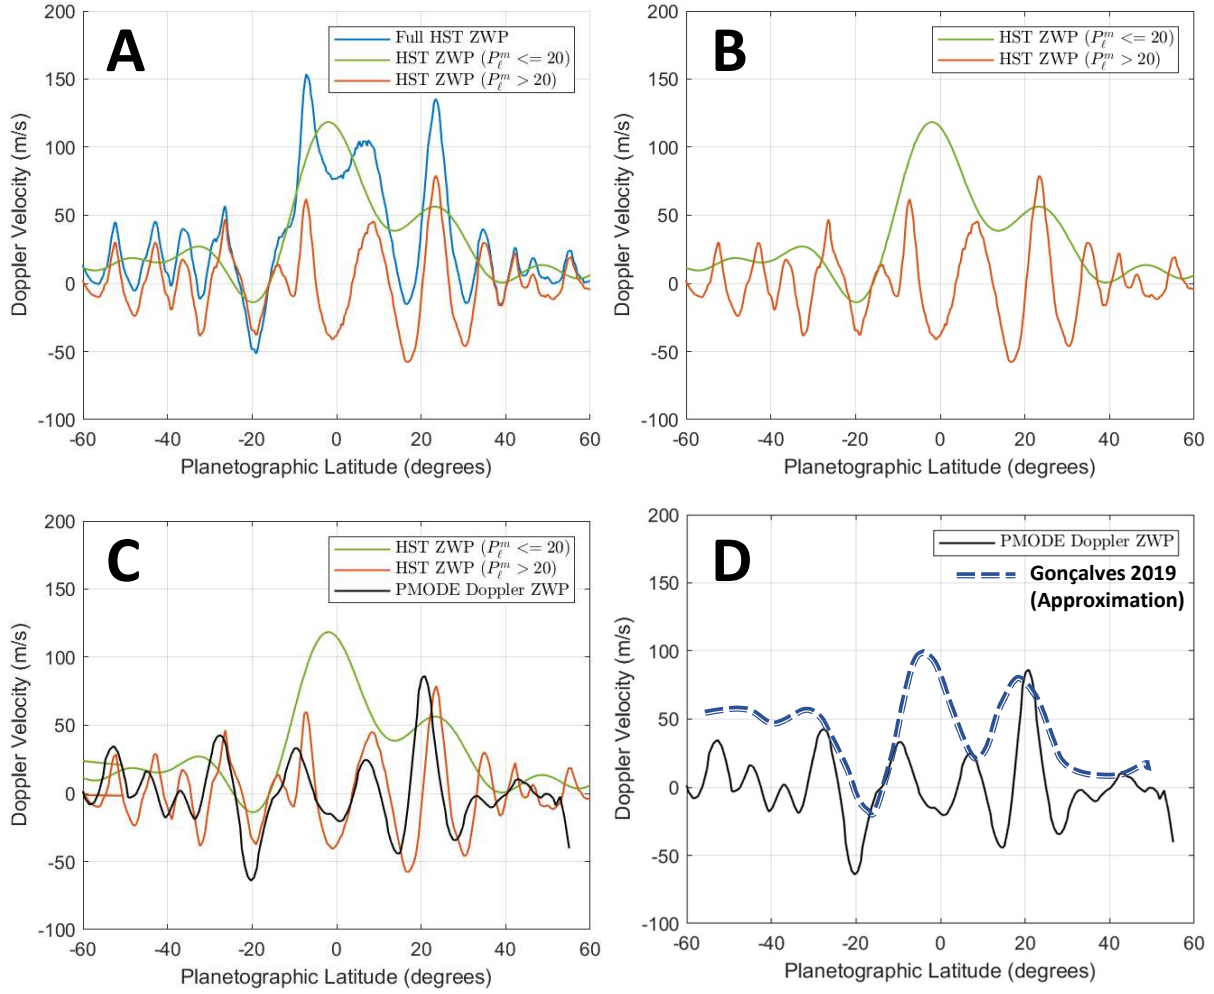 A
200
150
100
50
0
-50
-100
Doppler Velocity (m/s)
Full HST ZWP
HST ZWP (P_ℓ^m <= 20)
HST ZWP (P_ℓ^m > 20)
-60 -40 -20 0 20 40 60
Planetographic Latitude (degrees)
B
200
150
100
50
0
-50
-100
Doppler Velocity (m/s)
HST ZWP (P_ℓ^m <= 20)
HST ZWP (P_ℓ^m > 20)
-60 -40 -20 0 20 40 60
Planetographic Latitude (degrees)
C
200
150
100
50
0
-50
-100
Doppler Velocity (m/s)
HST ZWP (P_ℓ^m <= 20)
HST ZWP (P_ℓ^m > 20)
PMODE Doppler ZWP
-60 -40 -20 0 20 40 60
Planetographic Latitude (degrees)
D
200
150
100
50
0
-50
-100
Doppler Velocity (m/s)
PMODE Doppler ZWP
Gonçalves 2019
(Approximation)
-60 -40 -20 0 20 40 60
Planetographic Latitude (degrees)